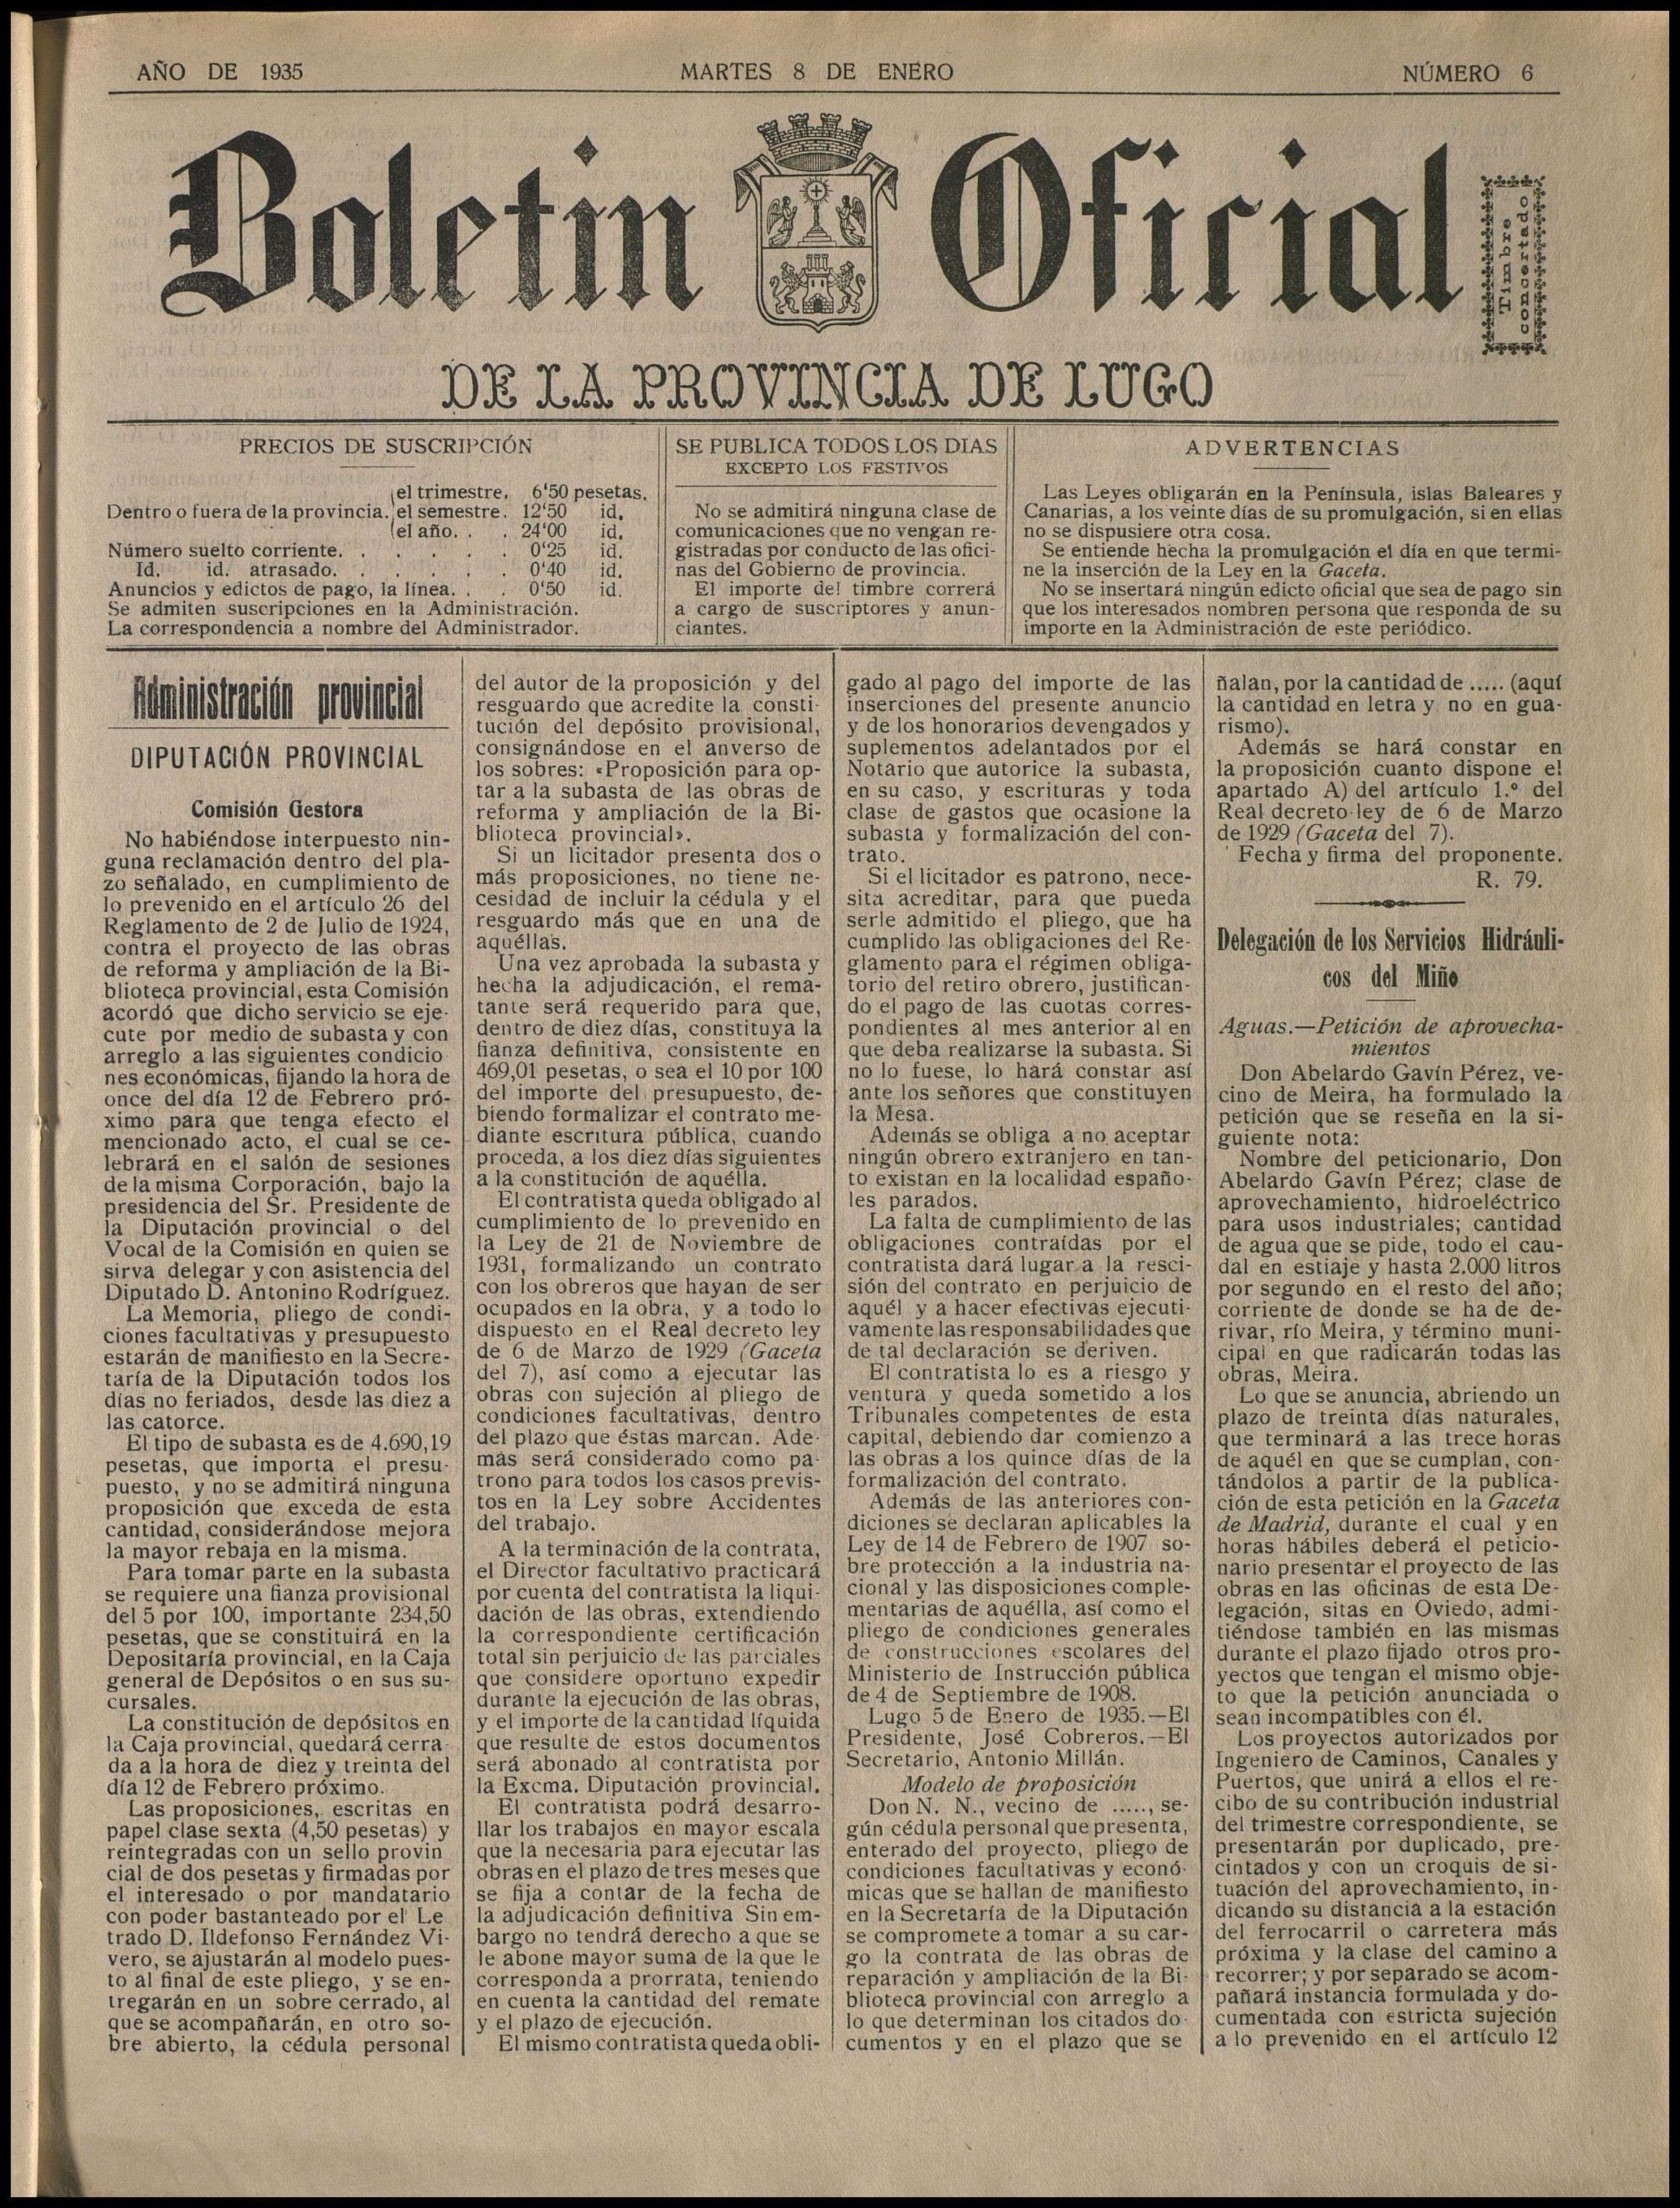 AÑO DE 1935
MARTES 8 DE ENERO
NÚMERO 6
Boletin Oficial
Timbre
concertado
DE LA PROVINCIA DE LUGO
PRECIOS DE SUSCRIPCIÓN
el trimestre. 6'50 pesetas.
Dentro o fuera de la provincia. el semestre. 12'50 id.
el año. . . 24'00 id.
Número suelto corriente. . . . . . . 0'25 id.
Id. id. atrasado. . . . . . . 0'40 id.
Anuncios y edictos de pago, la línea. . . 0'50 id.
Se admiten suscripciones en la Administración.
La correspondencia a nombre del Administrador.
SE PUBLICA TODOS LOS DIAS
EXCEPTO LOS FESTIVOS
No se admitirá ninguna clase de
comunicaciones que no vengan re-
gistradas por conducto de las ofici-
nas del Gobierno de provincia.
El importe del timbre correrá
a cargo de suscriptores y anun-
ciantes.
ADVERTENCIAS
Las Leyes obligarán en la Península, islas Baleares y
Canarias, a los veinte días de su promulgación, si en ellas
no se dispusiere otra cosa.
Se entiende hecha la promulgación el día en que termi-
ne la inserción de la Ley en la Gaceta.
No se insertará ningún edicto oficial que sea de pago sin
que los interesados nombren persona que responda de su
importe en la Administración de este periódico.
Administración provincial
DIPUTACIÓN PROVINCIAL
Comisión Gestora
No habiéndose interpuesto nin-
guna reclamación dentro del pla-
zo señalado, en cumplimiento de
lo prevenido en el artículo 26 del
Reglamento de 2 de Julio de 1924,
contra el proyecto de las obras
de reforma y ampliación de la Bi-
blioteca provincial, esta Comisión
acordó que dicho servicio se eje-
cute por medio de subasta y con
arreglo a las siguientes condicio
nes económicas, fijando la hora de
once del día 12 de Febrero pró-
ximo para que tenga efecto el
mencionado acto, el cual se ce-
lebrará en el salón de sesiones
de la misma Corporación, bajo la
presidencia del Sr. Presidente de
la Diputación provincial o del
Vocal de la Comisión en quien se
sirva delegar y con asistencia del
Diputado D. Antonino Rodríguez.
La Memoria, pliego de condi-
ciones facultativas y presupuesto
estarán de manifiesto en la Secre-
taría de la Diputación todos los
días no feriados, desde las diez a
las catorce.
El tipo de subasta es de 4.690,19
pesetas, que importa el presu-
puesto, y no se admitirá ninguna
proposición que exceda de esta
cantidad, considerándose mejora
la mayor rebaja en la misma.
Para tomar parte en la subasta
se requiere una fianza provisional
del 5 por 100, importante 234,50
pesetas, que se constituirá en la
Depositaría provincial, en la Caja
general de Depósitos o en sus su-
cursales.
La constitución de depósitos en
la Caja provincial, quedará cerra-
da a la hora de diez y treinta del
día 12 de Febrero próximo.
Las proposiciones, escritas en
papel clase sexta (4,50 pesetas) y
reintegradas con un sello provin
cial de dos pesetas y firmadas por
el interesado o por mandatario
con poder bastanteado por el Le
trado D. Ildefonso Fernández Vi-
vero, se ajustarán al modelo pues-
to al final de este pliego, y se en-
tregarán en un sobre cerrado, al
que se acompañarán, en otro so-
bre abierto, la cédula personal
del autor de la proposición y del
resguardo que acredite la consti-
tución del depósito provisional,
consignándose en el anverso de
los sobres: «Proposición para op-
tar a la subasta de las obras de
reforma y ampliación de la Bi-
blioteca provincial».
Si un licitador presenta dos o
más proposiciones, no tiene ne-
cesidad de incluir la cédula y el
resguardo más que en una de
aquéllas.
Una vez aprobada la subasta y
hecha la adjudicación, el rema-
tante será requerido para que,
dentro de diez días, constituya la
fianza definitiva, consistente en
469,01 pesetas, o sea el 10 por 100
del importe del presupuesto, de-
biendo formalizar el contrato me-
diante escritura pública, cuando
proceda, a los diez días siguientes
a la constitución de aquélla.
El contratista queda obligado al
cumplimiento de lo prevenido en
la Ley de 21 de Noviembre de
1931, formalizando un contrato
con los obreros que hayan de ser
ocupados en la obra, y a todo lo
dispuesto en el Real decreto ley
de 6 de Marzo de 1929 (Gaceta
del 7), así como a ejecutar las
obras con sujeción al pliego de
condiciones facultativas, dentro
del plazo que éstas marcan. Ade-
más será considerado como pa-
trono para todos los casos previs-
tos en la Ley sobre Accidentes
del trabajo.
A la terminación de la contrata,
el Director facultativo practicará
por cuenta del contratista la liqui-
dación de las obras, extendiendo
la correspondiente certificación
total sin perjuicio de las parciales
que considere oportuno expedir
durante la ejecución de las obras,
y el importe de la cantidad líquida
que resulte de estos documentos
será abonado al contratista por
la Excma. Diputación provincial.
El contratista podrá desarro-
llar los trabajos en mayor escala
que la necesaria para ejecutar las
obras en el plazo de tres meses que
se fija a contar de la fecha de
la adjudicación definitiva Sin em-
bargo no tendrá derecho a que se
le abone mayor suma de la que le
corresponda a prorrata, teniendo
en cuenta la cantidad del remate
y el plazo de ejecución.
El mismo contratista queda obli-
gado al pago del importe de las
inserciones del presente anuncio
y de los honorarios devengados y
suplementos adelantados por el
Notario que autorice la subasta,
en su caso, y escrituras y toda
clase de gastos que ocasione la
subasta y formalización del con-
trato.
Si el licitador es patrono, nece-
sita acreditar, para que pueda
serle admitido el pliego, que ha
cumplido las obligaciones del Re-
glamento para el régimen obliga-
torio del retiro obrero, justifican-
do el pago de las cuotas corres-
pondientes al mes anterior al en
que deba realizarse la subasta. Si
no lo fuese, lo hará constar así
ante los señores que constituyen
la Mesa.
Además se obliga a no aceptar
ningún obrero extranjero en tan-
to existan en la localidad españo-
les parados.
La falta de cumplimiento de las
obligaciones contraídas por el
contratista dará lugar a la resci-
sión del contrato en perjuicio de
aquél y a hacer efectivas ejecuti-
vamente las responsabilidades que
de tal declaración se deriven.
El contratista lo es a riesgo y
ventura y queda sometido a los
Tribunales competentes de esta
capital, debiendo dar comienzo a
las obras a los quince días de la
formalización del contrato.
Además de las anteriores con-
diciones se declaran aplicables la
Ley de 14 de Febrero de 1907 so-
bre protección a la industria na-
cional y las disposiciones comple-
mentarias de aquélla, así como el
pliego de condiciones generales
de construcciones escolares del
Ministerio de Instrucción pública
de 4 de Septiembre de 1908.
Lugo 5 de Enero de 1935.—El
Presidente, José Cobreros.—El
Secretario, Antonio Millán.
Modelo de proposición
Don N. N., vecino de ....., se-
gún cédula personal que presenta,
enterado del proyecto, pliego de
condiciones facultativas y econó-
micas que se hallan de manifiesto
en la Secretaría de la Diputación
se compromete a tomar a su car-
go la contrata de las obras de
reparación y ampliación de la Bi-
blioteca provincial con arreglo a
lo que determinan los citados do-
cumentos y en el plazo que se
ñalan, por la cantidad de ..... (aquí
la cantidad en letra y no en gua-
rismo).
Además se hará constar en
la proposición cuanto dispone el
apartado A) del artículo 1.º del
Real decreto-ley de 6 de Marzo
de 1929 (Gaceta del 7).
Fecha y firma del proponente.
R. 79.
Delegación de los Servicios Hidráuli-
cos del Miño
Aguas.—Petición de aprovecha-
mientos
Don Abelardo Gavín Pérez, ve-
cino de Meira, ha formulado la
petición que se reseña en la si-
guiente nota:
Nombre del peticionario, Don
Abelardo Gavín Pérez; clase de
aprovechamiento, hidroeléctrico
para usos industriales; cantidad
de agua que se pide, todo el cau-
dal en estiaje y hasta 2.000 litros
por segundo en el resto del año;
corriente de donde se ha de de-
rivar, río Meira, y término muni-
cipal en que radicarán todas las
obras, Meira.
Lo que se anuncia, abriendo un
plazo de treinta días naturales,
que terminará a las trece horas
de aquél en que se cumplan, con-
tándolos a partir de la publica-
ción de esta petición en la Gaceta
de Madrid, durante el cual y en
horas hábiles deberá el peticio-
nario presentar el proyecto de las
obras en las oficinas de esta De-
legación, sitas en Oviedo, admi-
tiéndose también en las mismas
durante el plazo fijado otros pro-
yectos que tengan el mismo obje-
to que la petición anunciada o
sean incompatibles con él.
Los proyectos autorizados por
Ingeniero de Caminos, Canales y
Puertos, que unirá a ellos el re-
cibo de su contribución industrial
del trimestre correspondiente, se
presentarán por duplicado, pre-
cintados y con un croquis de si-
tuación del aprovechamiento, in-
dicando su distancia a la estación
del ferrocarril o carretera más
próxima y la clase del camino a
recorrer; y por separado se acom-
pañará instancia formulada y do-
cumentada con estricta sujeción
a lo prevenido en el artículo 12